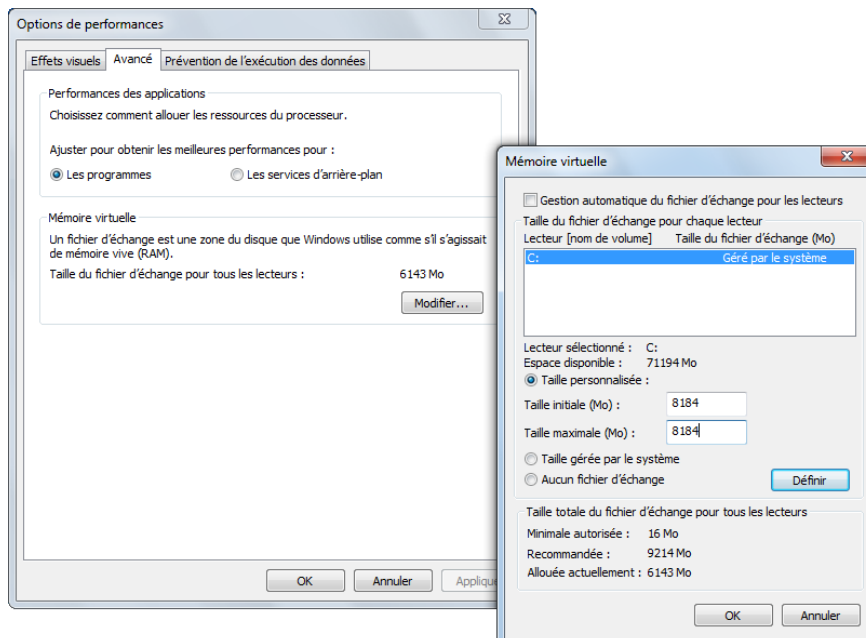 Options de performances
Effets visuels Avancé Prévention de l'exécution des données
Performances des applications
Choisissez comment allouer les ressources du processeur.
Ajuster pour obtenir les meilleures performances pour :
Les programmes Les services d'arrière-plan
Mémoire virtuelle
Un fichier d'échange est une zone du disque que Windows utilise comme s'il s'agissait
de mémoire vive (RAM).
Taille du fichier d'échange pour tous les lecteurs : 6143 Mo
Modifier...
OK Annuler Applique
Mémoire virtuelle
Gestion automatique du fichier d'échange pour les lecteurs
Taille du fichier d'échange pour chaque lecteur
Lecteur [nom de volume] Taille du fichier d'échange (Mo)
C: Géré par le système
Lecteur sélectionné : C:
Espace disponible : 71194 Mo
Taille personnalisée :
Taille initiale (Mo) : 8184
Taille maximale (Mo) : 8184
Taille gérée par le système
Aucun fichier d'échange Définir
Taille totale du fichier d'échange pour tous les lecteurs
Minimale autorisée : 16 Mo
Recommandée : 9214 Mo
Allouée actuellement : 6143 Mo
OK Annuler